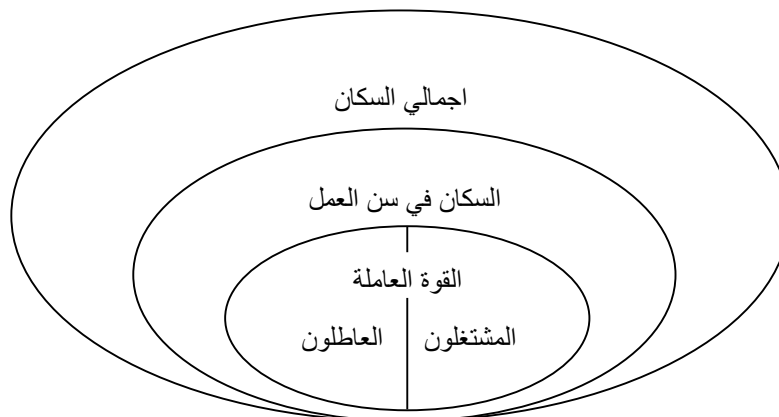 اجمالي السكان
السكان في سن العمل
القوة العاملة
المشتغلون
العاطلون